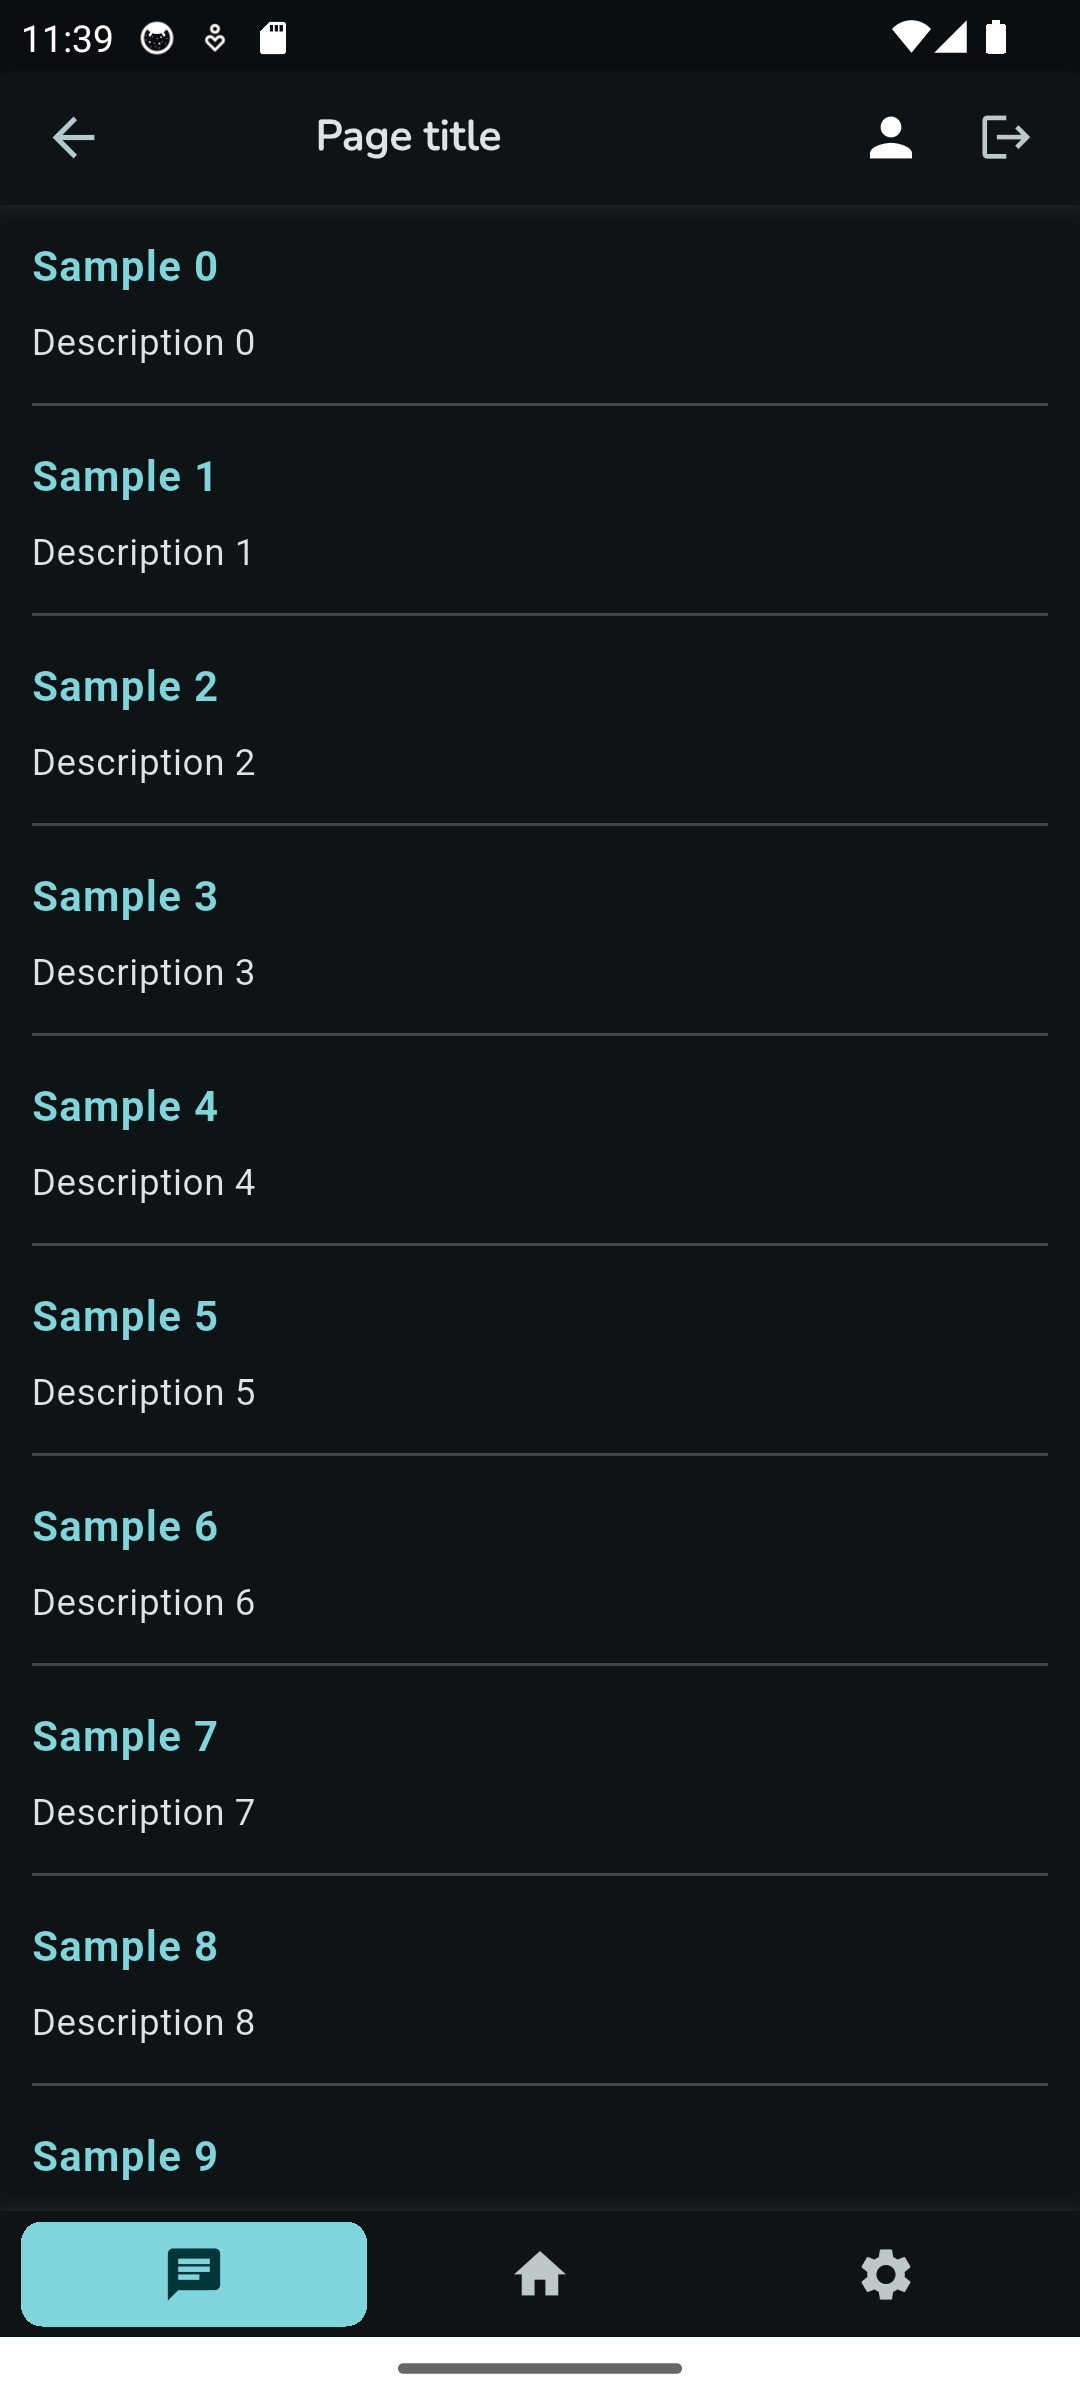 11:39
Page title
Sample 0
Description 0
Sample 1
Description 1
Sample 2
Description 2
Sample 3
Description 3
Sample 4
Description 4
Sample 5
Description 5
Sample 6
Description 6
Sample 7
Description 7
Sample 8
Description 8
Sample 9